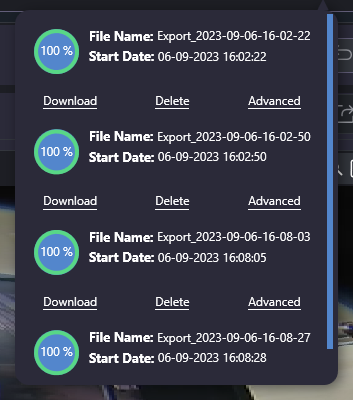 100 %
File Name: Export_2023-09-06-16-02-22
Start Date: 06-09-2023 16:02:22
Download Delete Advanced
100 %
File Name: Export_2023-09-06-16-02-50
Start Date: 06-09-2023 16:02:50
Download Delete Advanced
100 %
File Name: Export_2023-09-06-16-08-03
Start Date: 06-09-2023 16:08:05
Download Delete Advanced
100 %
File Name: Export_2023-09-06-16-08-27
Start Date: 06-09-2023 16:08:28